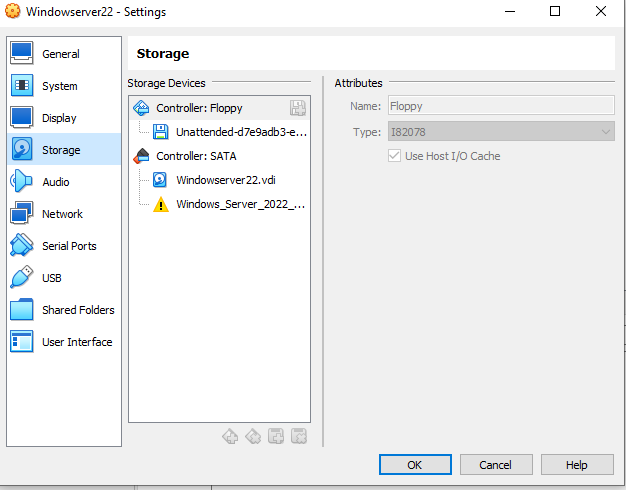 Windowserver22 - Settings
General
System
Display
Storage
Audio
Network
Serial Ports
USB
Shared Folders
User Interface
Storage
Storage Devices
Controller: Floppy
Unattended-d7e9adb3-e...
Controller: SATA
Windowserver22.vdi
Windows_Server_2022_...
Attributes
Name: Floppy
Type: I82078
Use Host I/O Cache
OK Cancel Help